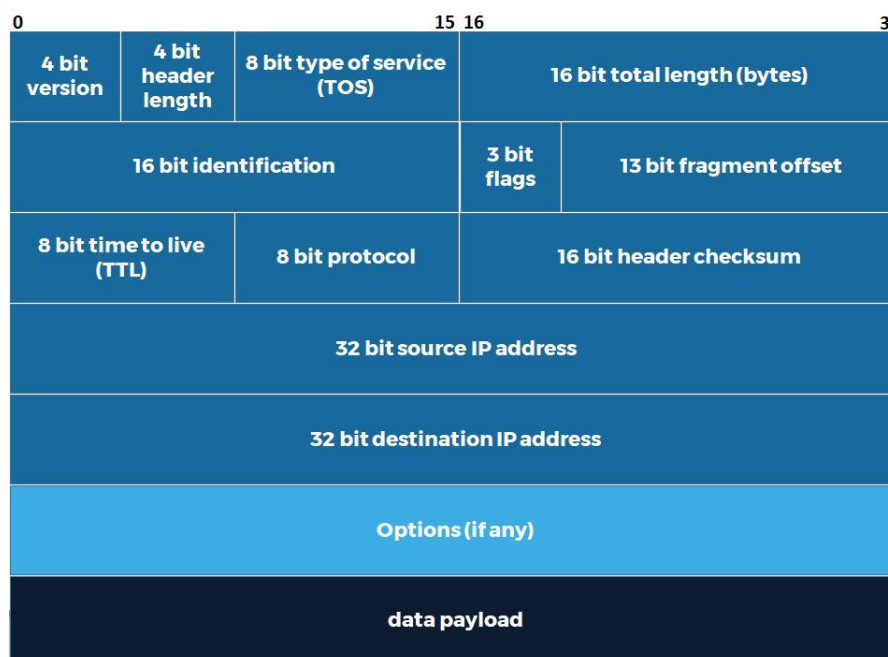 0 15 16 3
4 bit
version
4 bit
header
length
8 bit type of service
(TOS)
16 bit total length (bytes)
16 bit identification
3 bit
flags
13 bit fragment offset
8 bit time to live
(TTL)
8 bit protocol
16 bit header checksum
32 bit source IP address
32 bit destination IP address
Options (if any)
data payload